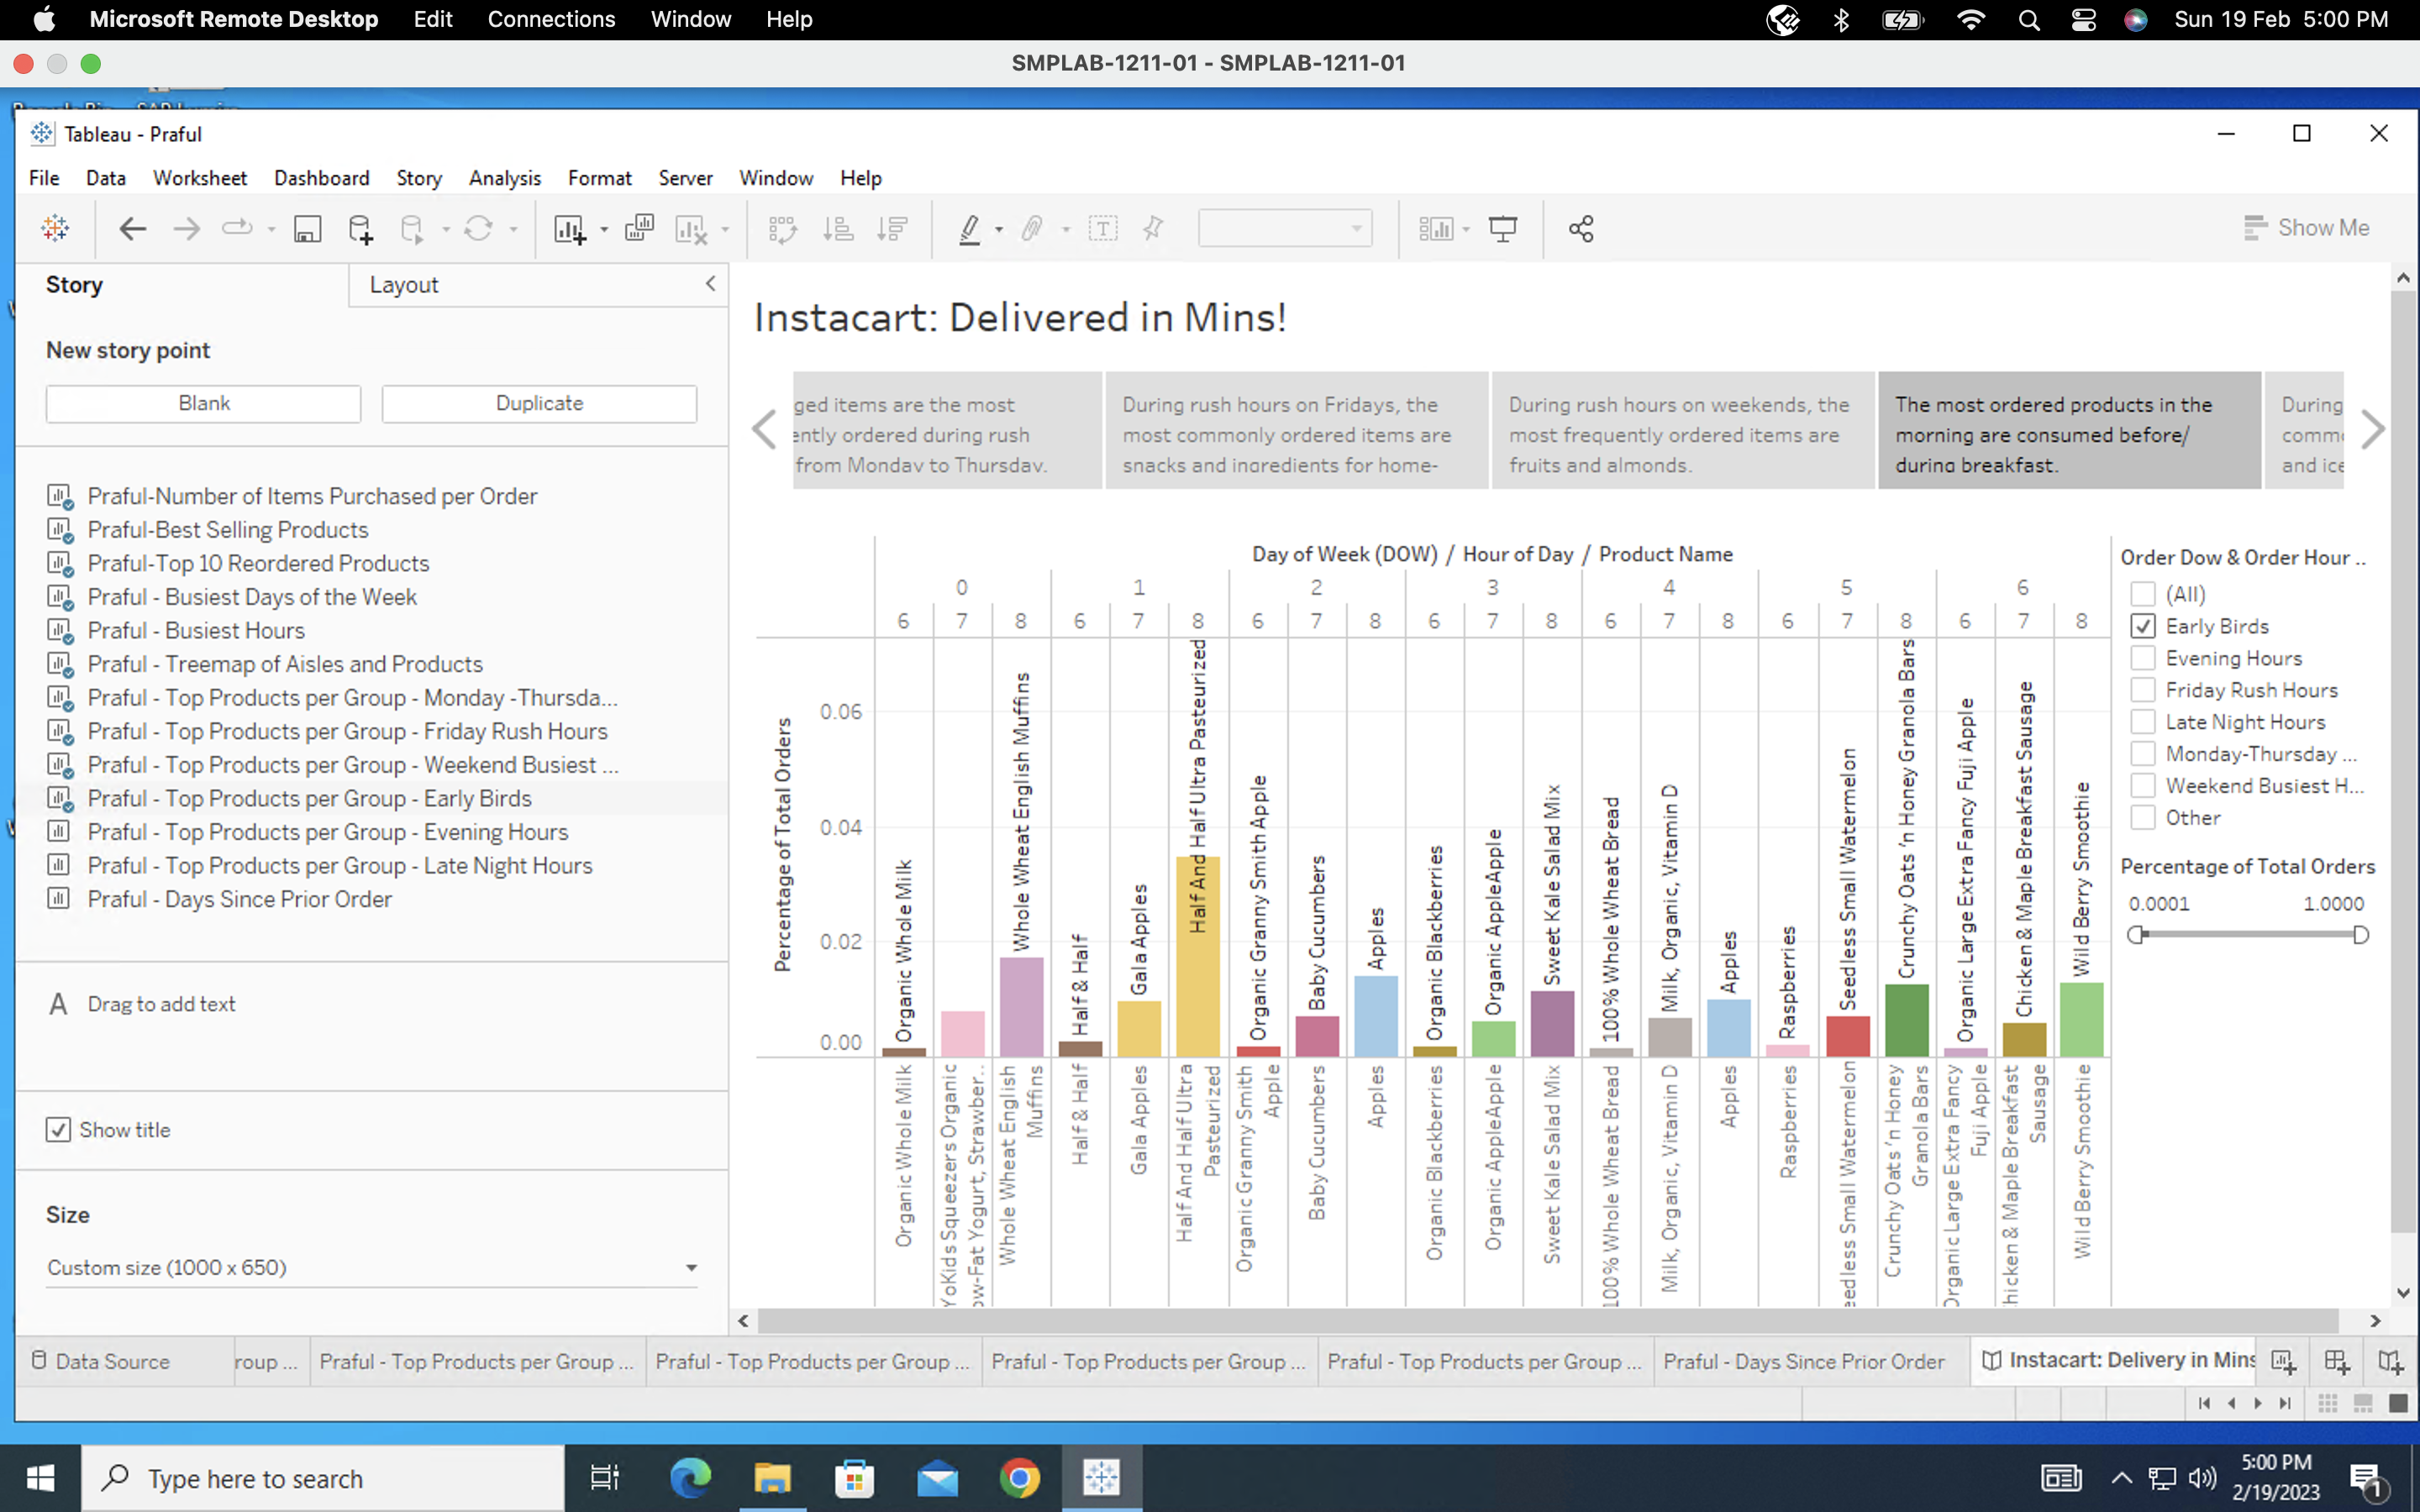 Microsoft Remote Desktop Edit Connections Window Help Sun 19 Feb 5:00 PM
SMPLAB-1211-01 - SMPLAB-1211-01
Tableau - Praful
File Data Worksheet Dashboard Story Analysis Format Server Window Help
Show Me
Story Layout
Instacart: Delivered in Mins!
New story point
Blank Duplicate
ged items are the most
ently ordered during rush
from Monday to Thursday.
During rush hours on Fridays, the
most commonly ordered items are
snacks and ingredients for home-
During rush hours on weekends, the
most frequently ordered items are
fruits and almonds.
The most ordered products in the
morning are consumed before/
during breakfast.
During
comm
and ice
Praful-Number of Items Purchased per Order
Praful-Best Selling Products
Praful-Top 10 Reordered Products
Praful - Busiest Days of the Week
Praful - Busiest Hours
Praful - Treemap of Aisles and Products
Praful - Top Products per Group - Monday -Thursda...
Praful - Top Products per Group - Friday Rush Hours
Praful - Top Products per Group - Weekend Busiest ...
Praful - Top Products per Group - Early Birds
Praful - Top Products per Group - Evening Hours
Praful - Top Products per Group - Late Night Hours
Praful - Days Since Prior Order
A Drag to add text
Show title
Size
Custom size (1000 x 650)
Day of Week (DOW) / Hour of Day / Product Name
0 1 2 3 4 5 6
6 7 8 6 7 8 6 7 8 6 7 8 6 7 8 6 7 8 6 7 8
Percentage of Total Orders
0.06
0.04
0.02
0.00
Organic Whole Milk
Whole Wheat English Muffins
Half & Half
Gala Apples
Half And Half Ultra Pasteurized
Organic Granny Smith Apple
Baby Cucumbers
Apples
Organic Blackberries
Organic AppleApple
Sweet Kale Salad Mix
100% Whole Wheat Bread
Milk, Organic, Vitamin D
Apples
Raspberries
Seedless Small Watermelon
Crunchy Oats 'n Honey Granola Bars
Organic Large Extra Fancy Fuji Apple
Chicken & Maple Breakfast Sausage
Wild Berry Smoothie
Organic Whole Milk
YoKids Squeezers Organic
ow-Fat Yogurt, Strawber..
Whole Wheat English
Muffins
Half & Half
Gala Apples
Half And Half Ultra
Pasteurized
Organic Granny Smith
Apple
Baby Cucumbers
Apples
Organic Blackberries
Organic AppleApple
Sweet Kale Salad Mix
100% Whole Wheat Bread
Milk, Organic, Vitamin D
Apples
Raspberries
eedless Small Watermelon
Crunchy Oats 'n Honey
Granola Bars
Organic Large Extra Fancy
Fuji Apple
hicken & Maple Breakfast
Sausage
Wild Berry Smoothie
Order Dow & Order Hour ..
(All)
Early Birds
Evening Hours
Friday Rush Hours
Late Night Hours
Monday-Thursday ...
Weekend Busiest H...
Other
Percentage of Total Orders
0.0001 1.0000
Data Source roup ... Praful - Top Products per Group ... Praful - Top Products per Group ... Praful - Top Products per Group ... Praful - Top Products per Group ... Praful - Days Since Prior Order Instacart: Delivery in Mins
Type here to search
5:00 PM
2/19/2023
1